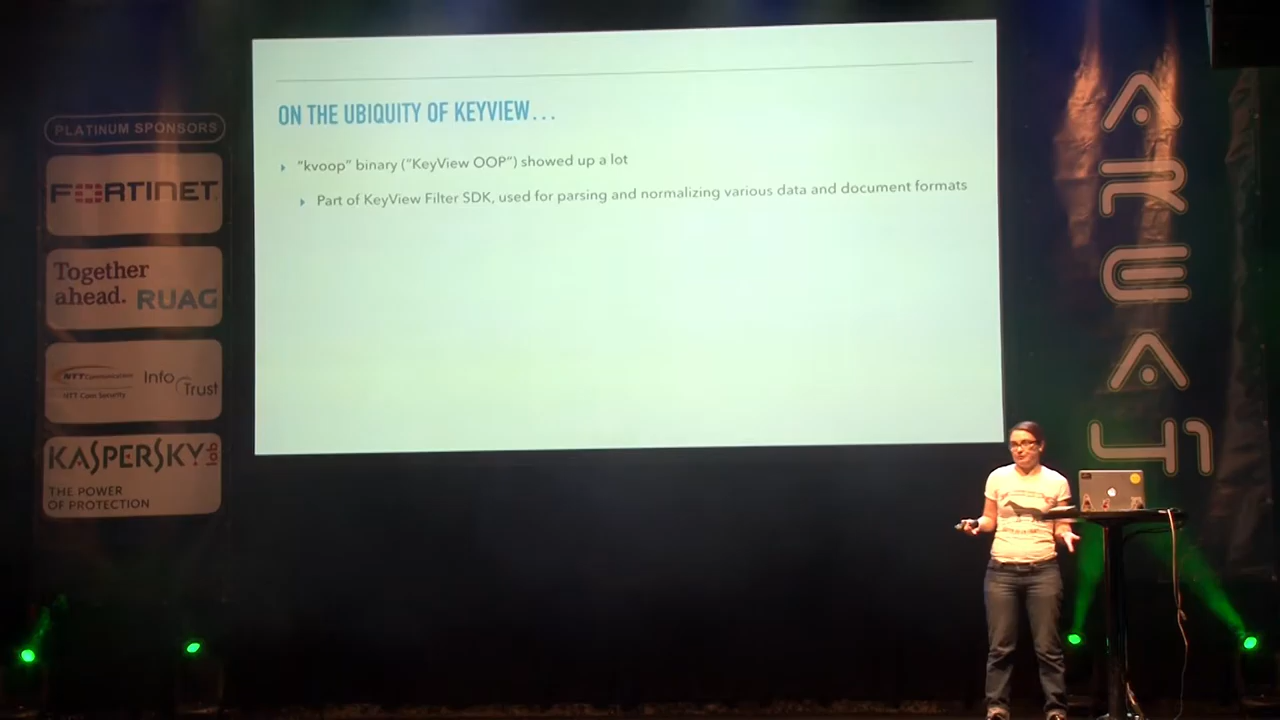 PLATINUM SPONSORS
FORTINET
Together
ahead. RUAG
NTT Communications
NTT Com Security
Info Trust
KASPERSKY lab
THE POWER
OF PROTECTION
ON THE UBIQUITY OF KEYVIEW...
"kvoop" binary ("KeyView OOP") showed up a lot
Part of KeyView Filter SDK, used for parsing and normalizing various data and document formats
AREA41